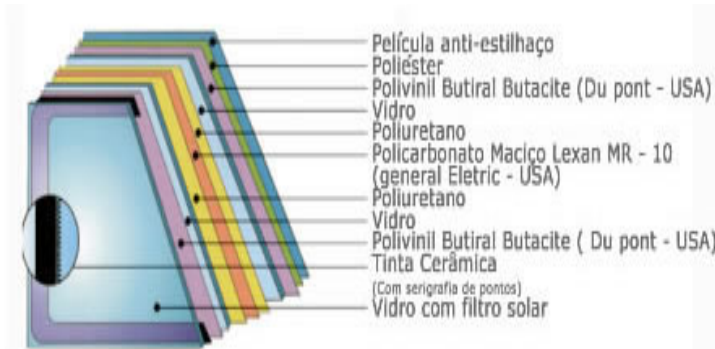 Película anti-estilhaço
Poliéster
Polivinil Butiral Butacite (Du pont - USA)
Vidro
Poliuretano
Policarbonato Maciço Lexan MR - 10
(general Eletric - USA)
Poliuretano
Vidro
Polivinil Butiral Butacite ( Du pont - USA)
Tinta Cerâmica
(Com serigrafia de pontos)
Vidro com filtro solar